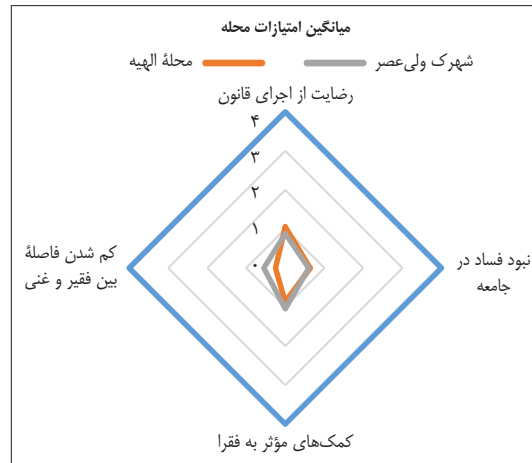 میانگین امتیازات محله
شهرک ولی‌عصر
محلهٔ الهیه
رضایت از اجرای قانون
۴
۳
۲
۱
۰
نبود فساد در
جامعه
کم شدن فاصلهٔ
بین فقیر و غنی
کمک‌های مؤثر به فقرا